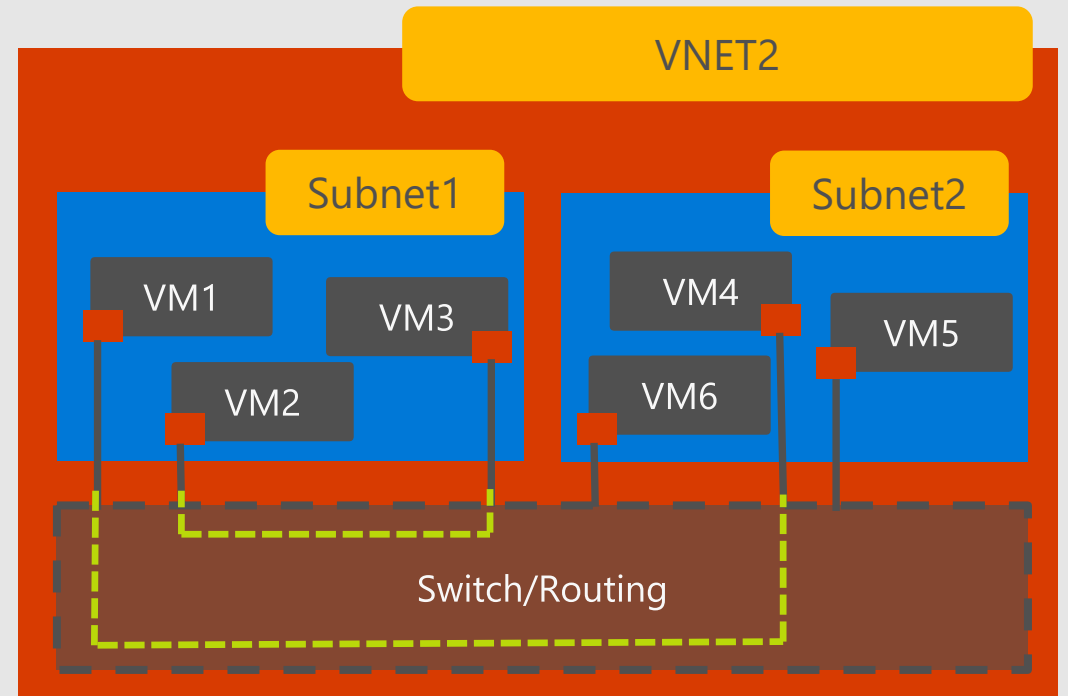 VNET2
Subnet1
Subnet2
VM1
VM3
VM2
VM4
VM5
VM6
Switch/Routing